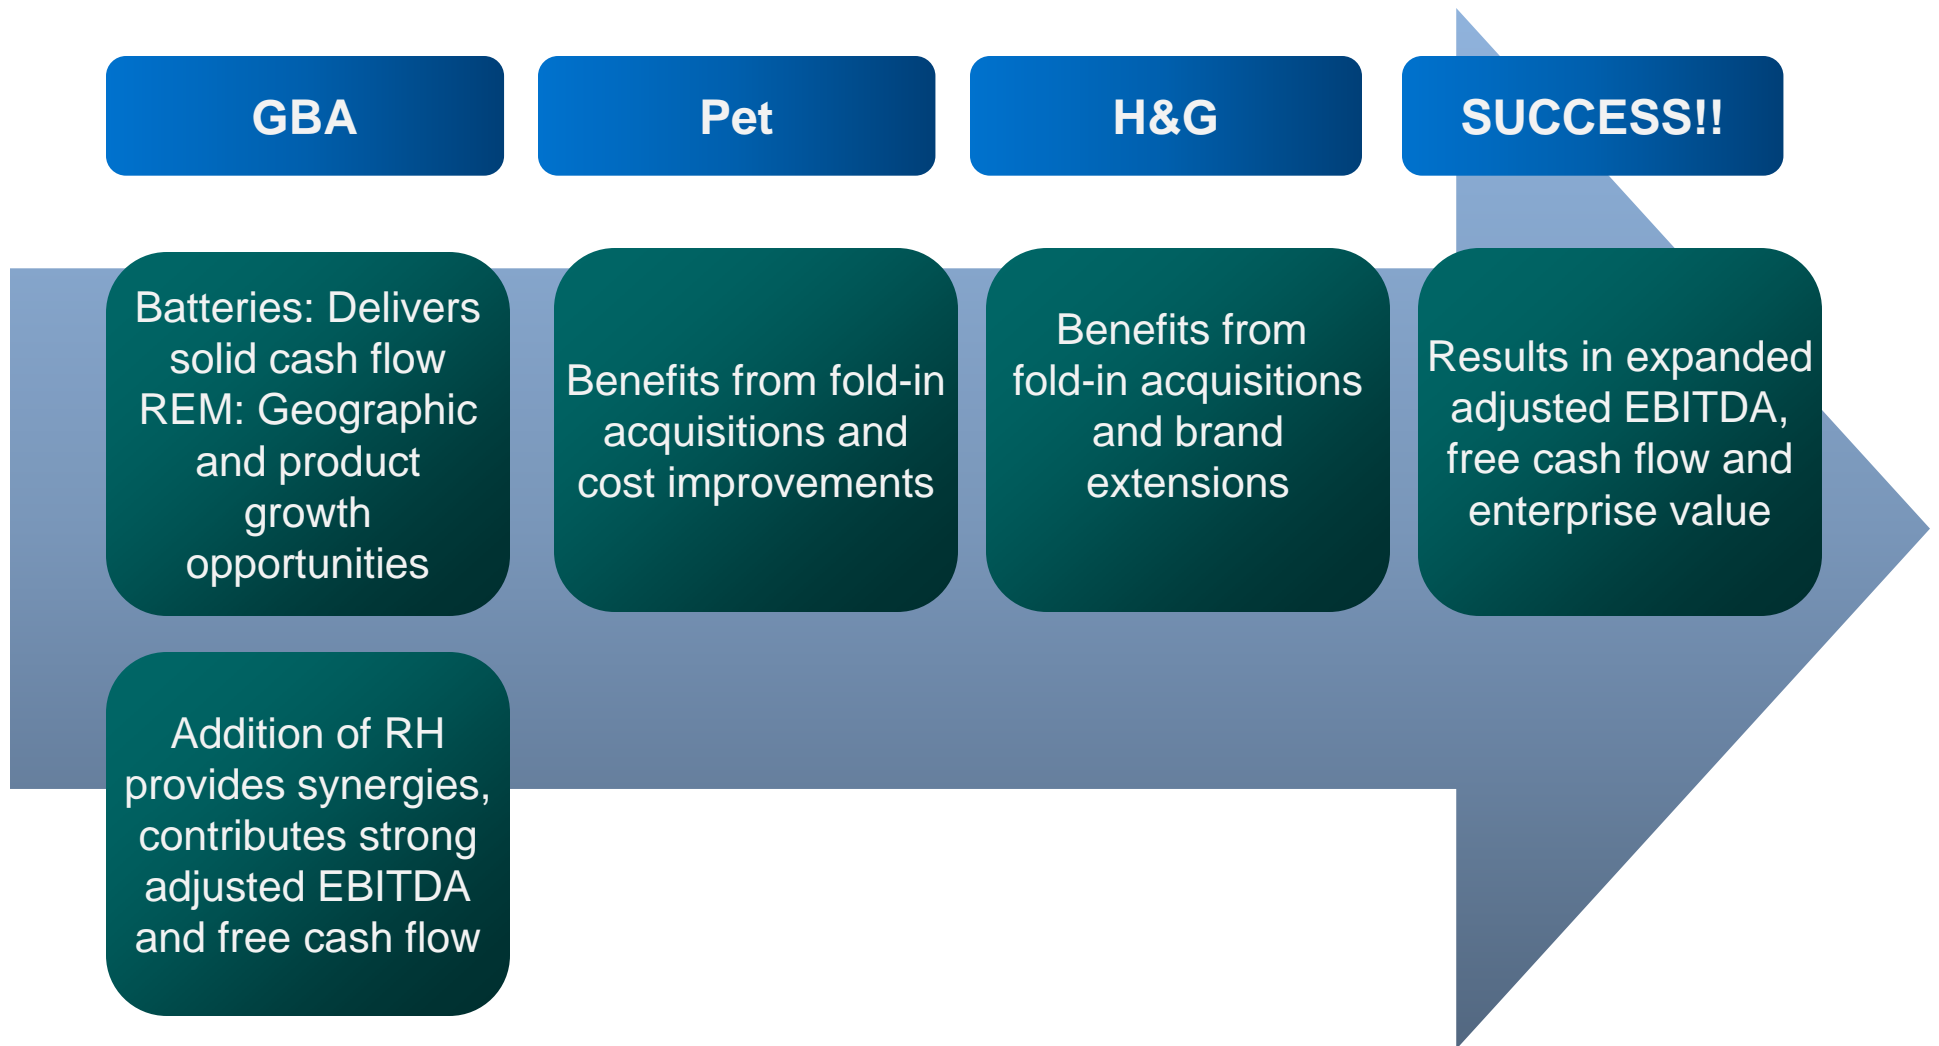 GBA
Pet
H&G
SUCCESS!!
Batteries: Delivers
solid cash flow
REM: Geographic
and product
growth
opportunities
Benefits from fold-in
acquisitions and
cost improvements
Benefits from
fold-in acquisitions
and brand
extensions
Results in expanded
adjusted EBITDA,
free cash flow and
enterprise value
Addition of RH
provides synergies,
contributes strong
adjusted EBITDA
and free cash flow